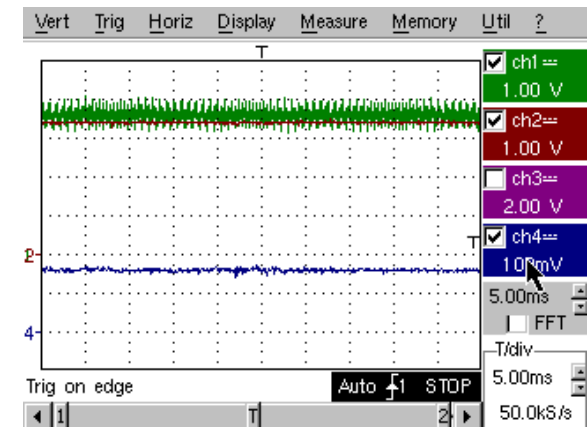 Vert Trig Horiz Display Measure Memory Util ?
T
ch1
1.00 V
ch2
1.00 V
ch3
2.00 V
T
ch4
100mV
2
5.00ms
FFT
4
T/div
5.00ms
Trig on edge
Auto 1 STOP
1 T 2
50.0kS/s